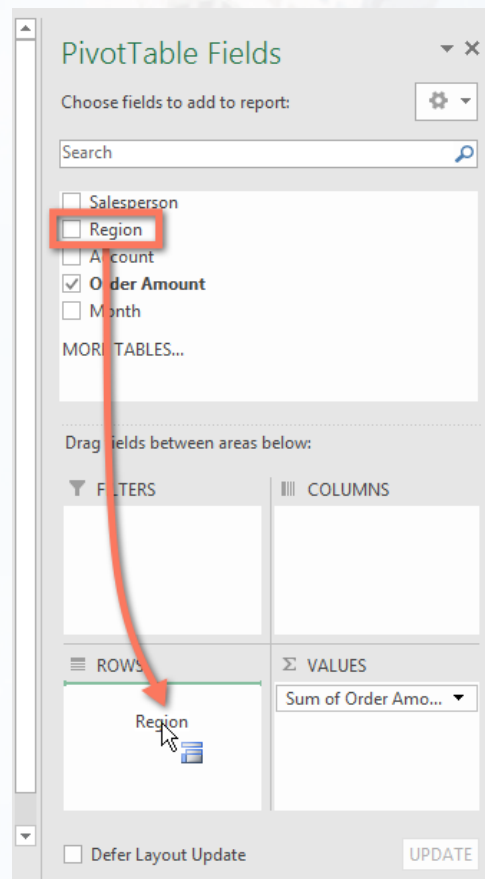 PivotTable Fields
Choose fields to add to report:
Search
Salesperson
Region
Account
Order Amount
Month
MORE TABLES...
Drag fields between areas below:
FILTERS
COLUMNS
ROWS
Σ VALUES
Sum of Order Amo...
Region
Defer Layout Update
UPDATE